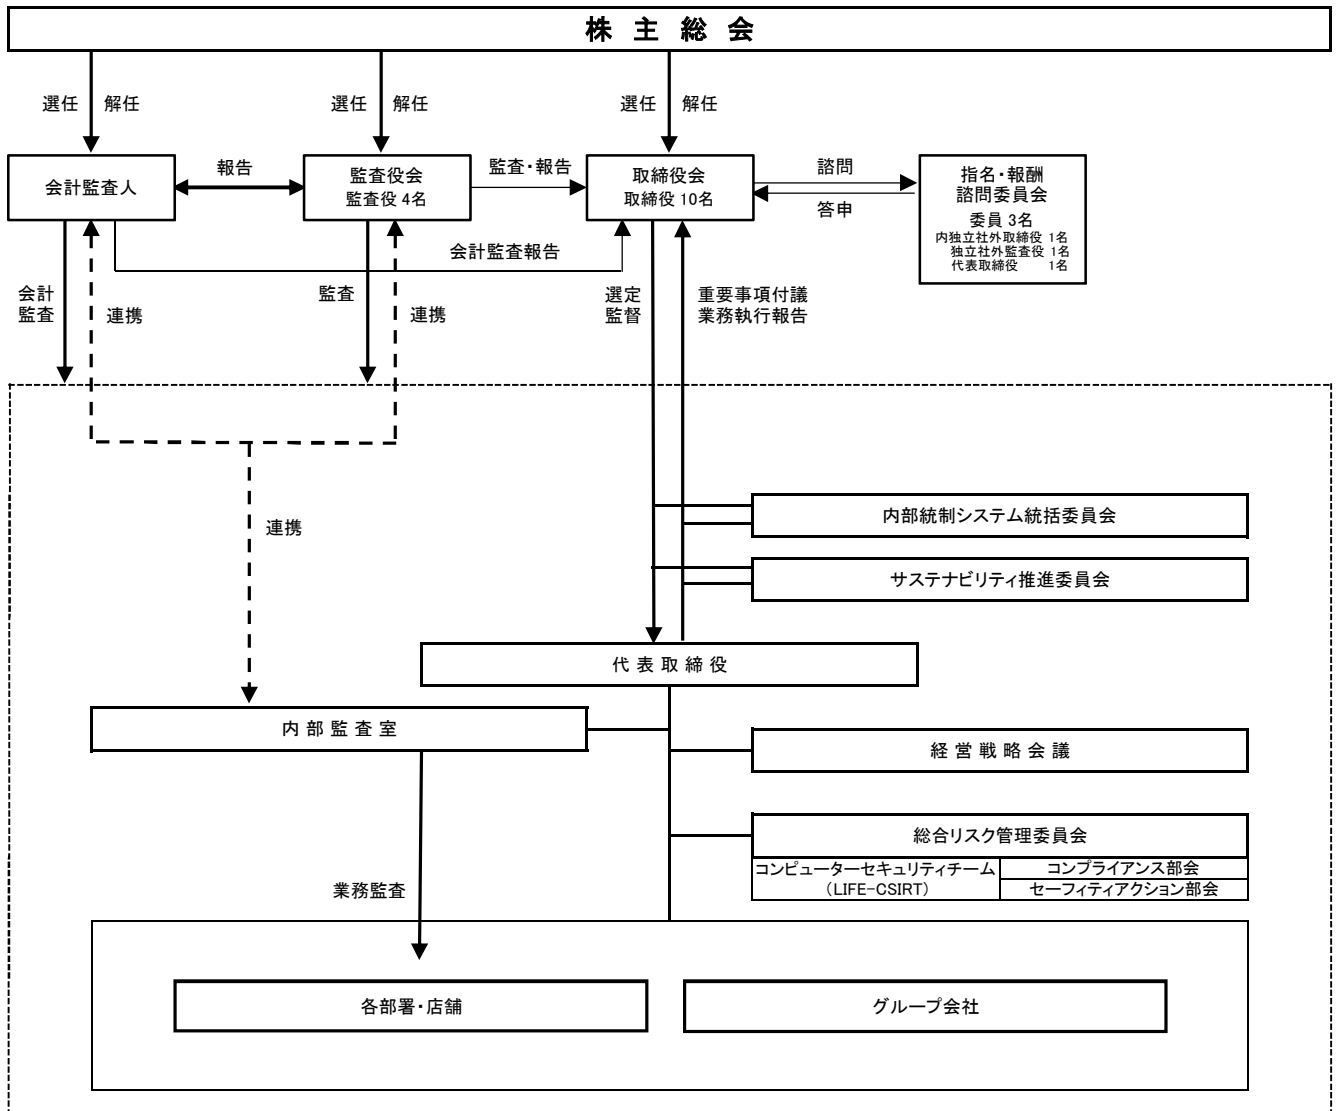 株主総会
選任 解任
選任 解任
選任 解任
会計監査人
報告
監査役会
監査役 4名
監査・報告
取締役会
取締役 10名
諮問
答申
指名・報酬
諮問委員会
委員 3名
内独立社外取締役 1名
独立社外監査役 1名
代表取締役 1名
会計監査報告
会計
監査
連携
監査
連携
選定
監督
重要事項付議
業務執行報告
連携
内部統制システム統括委員会
サステナビリティ推進委員会
代表取締役
内部監査室
経営戦略会議
総合リスク管理委員会
コンピューターセキュリティチーム
(LIFE-CSIRT)
コンプライアンス部会
セーフィティアクション部会
業務監査
各部署・店舗
グループ会社